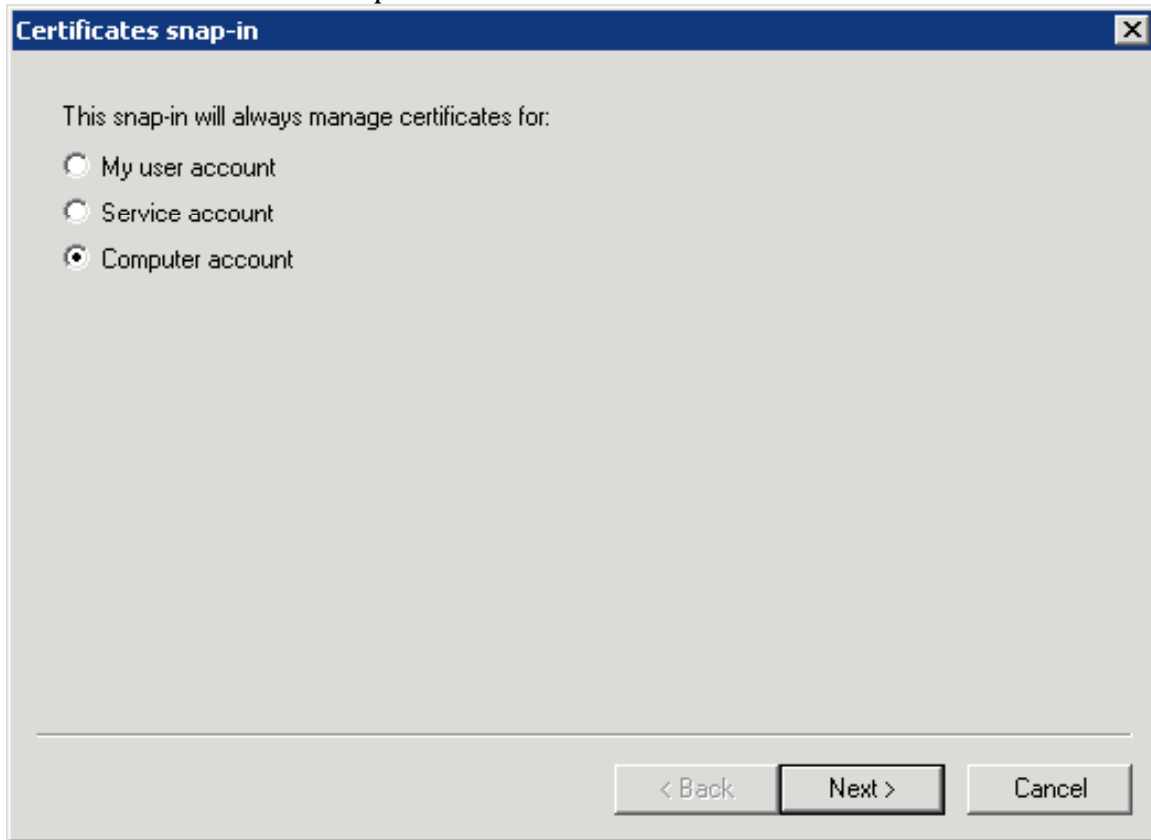 Certificates snap-in
This snap-in will always manage certificates for:
My user account
Service account
Computer account
< Back
Next >
Cancel